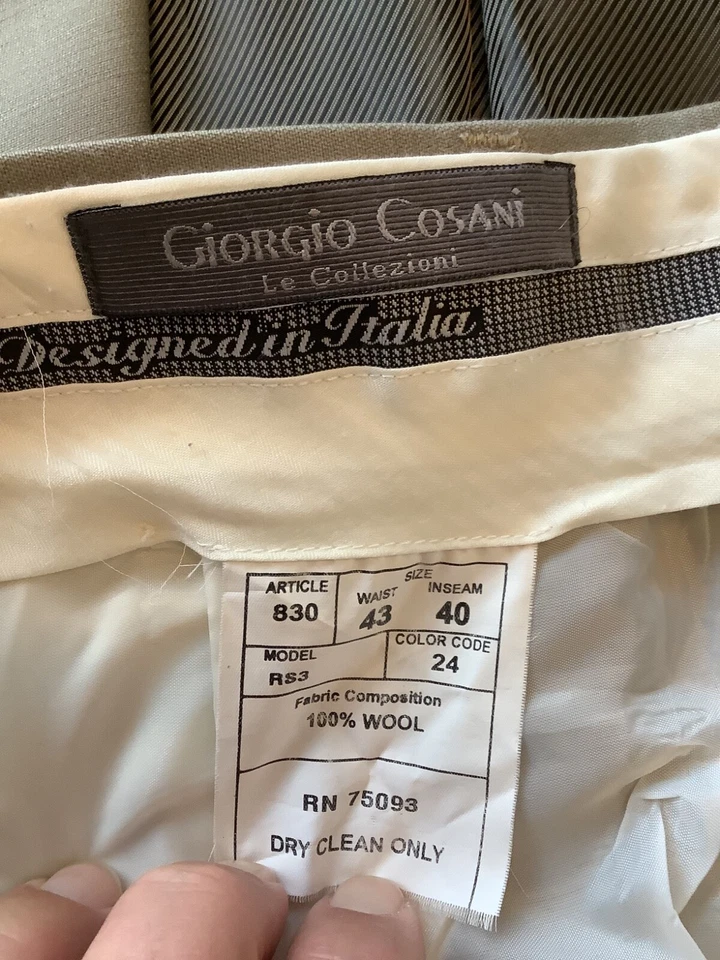 Giorgio Cosani
Le Collezioni
Designed in Italia
SIZE
ARTICLE WAIST INSEAM
830 43 40
MODEL COLOR CODE
RS3 24
Fabric Composition
100% WOOL
RN 75093
DRY CLEAN ONLY